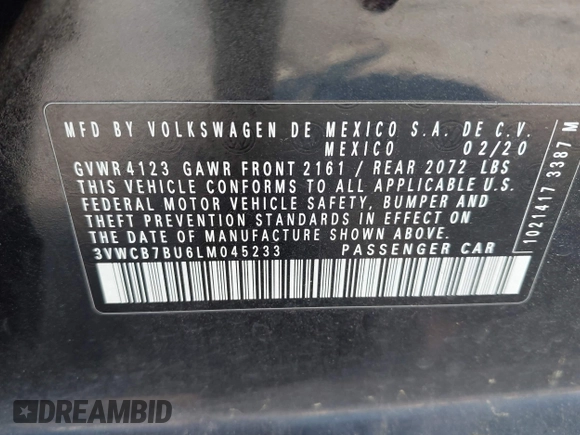 MFD BY VOLKSWAGEN DE MEXICO S.A. DE C.V.
MEXICO 02/20
GVWR 4123 GAWR FRONT 2161 / REAR 2072 LBS
THIS VEHICLE CONFORMS TO ALL APPLICABLE U.S.
FEDERAL MOTOR VEHICLE SAFETY, BUMPER AND
THEFT PREVENTION STANDARDS IN EFFECT ON
THE DATE OF MANUFACTURE SHOWN ABOVE.
3VWCB7BU6LM045233 PASSENGER CAR
1021417 3387 M
DREAMBID